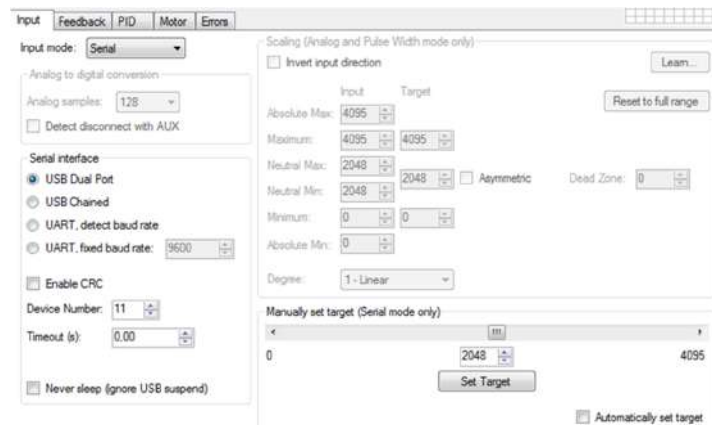 Input Feedback PID Motor Errors
Input mode: Serial
Analog to digital conversion
Analog samples: 128
Detect disconnect with AUX
Serial interface
USB Dual Port
USB Chained
UART, detect baud rate
UART, fixed baud rate: 9600
Enable CRC
Device Number: 11
Timeout (s): 0.00
Never sleep (ignore USB suspend)
Scaling (Analog and Pulse Width mode only)
Invert input direction Learn...
Input Target Reset to full range
Absolute Max: 4095
Maximum: 4095 4095
Neutral Max: 2048
2048 Asymmetric Dead Zone: 0
Neutral Min: 2048
Minimum: 0 0
Absolute Min: 0
Degree: 1 - Linear
Manually set target (Serial mode only)
0 2048 4095
Set Target
Automatically set target